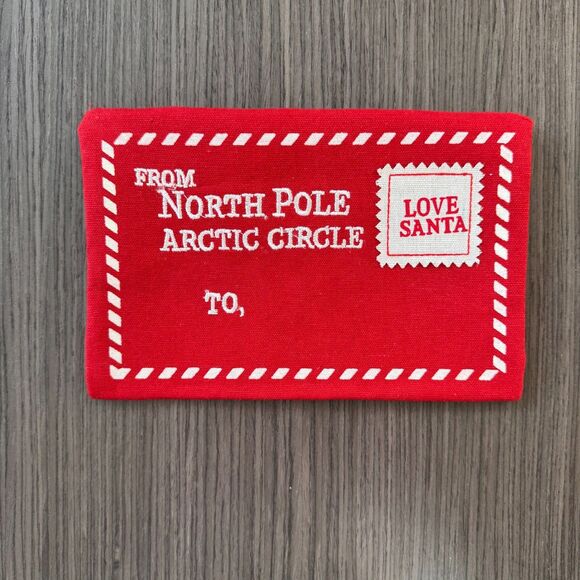 FROM
NORTH POLE
ARCTIC CIRCLE
TO,
LOVE
SANTA